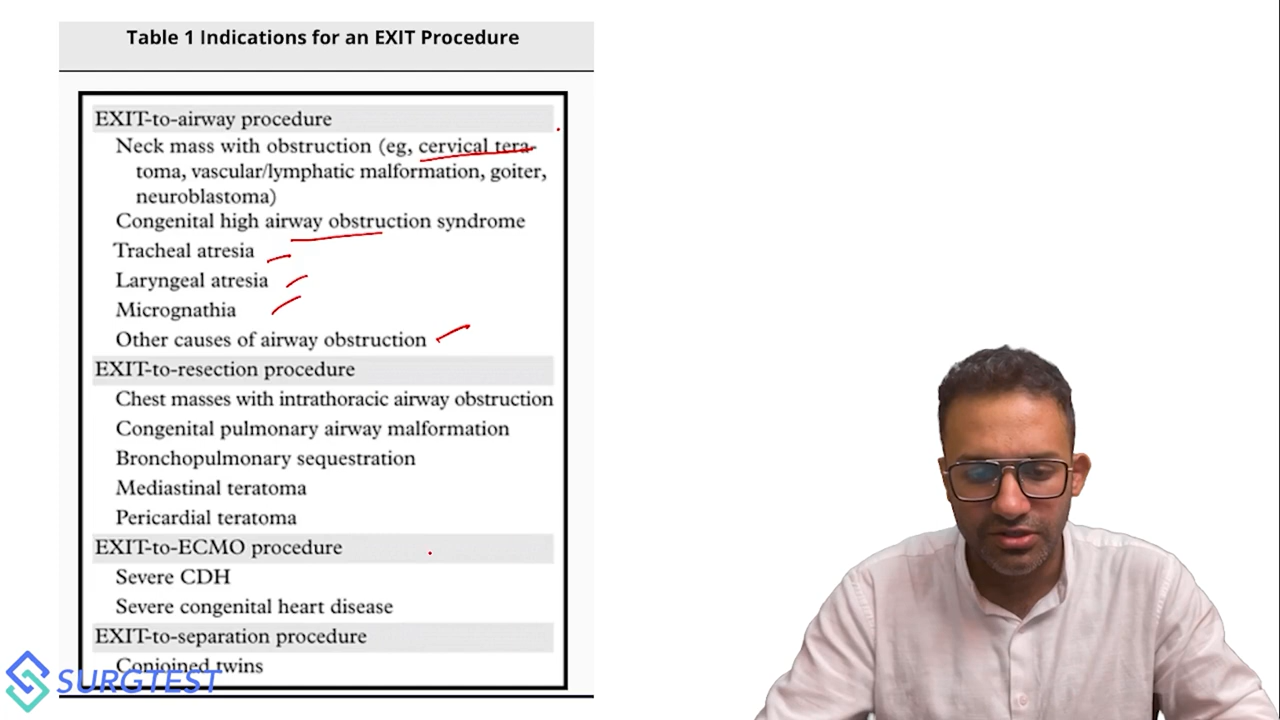 Table 1 Indications for an EXIT Procedure
EXIT-to-airway procedure
Neck mass with obstruction (eg, cervical tera-
toma, vascular/lymphatic malformation, goiter,
neuroblastoma)
Congenital high airway obstruction syndrome
Tracheal atresia
Laryngeal atresia
Micrognathia
Other causes of airway obstruction
EXIT-to-resection procedure
Chest masses with intrathoracic airway obstruction
Congenital pulmonary airway malformation
Bronchopulmonary sequestration
Mediastinal teratoma
Pericardial teratoma
EXIT-to-ECMO procedure
Severe CDH
Severe congenital heart disease
EXIT-to-separation procedure
Conjoined twins
SURGTEST